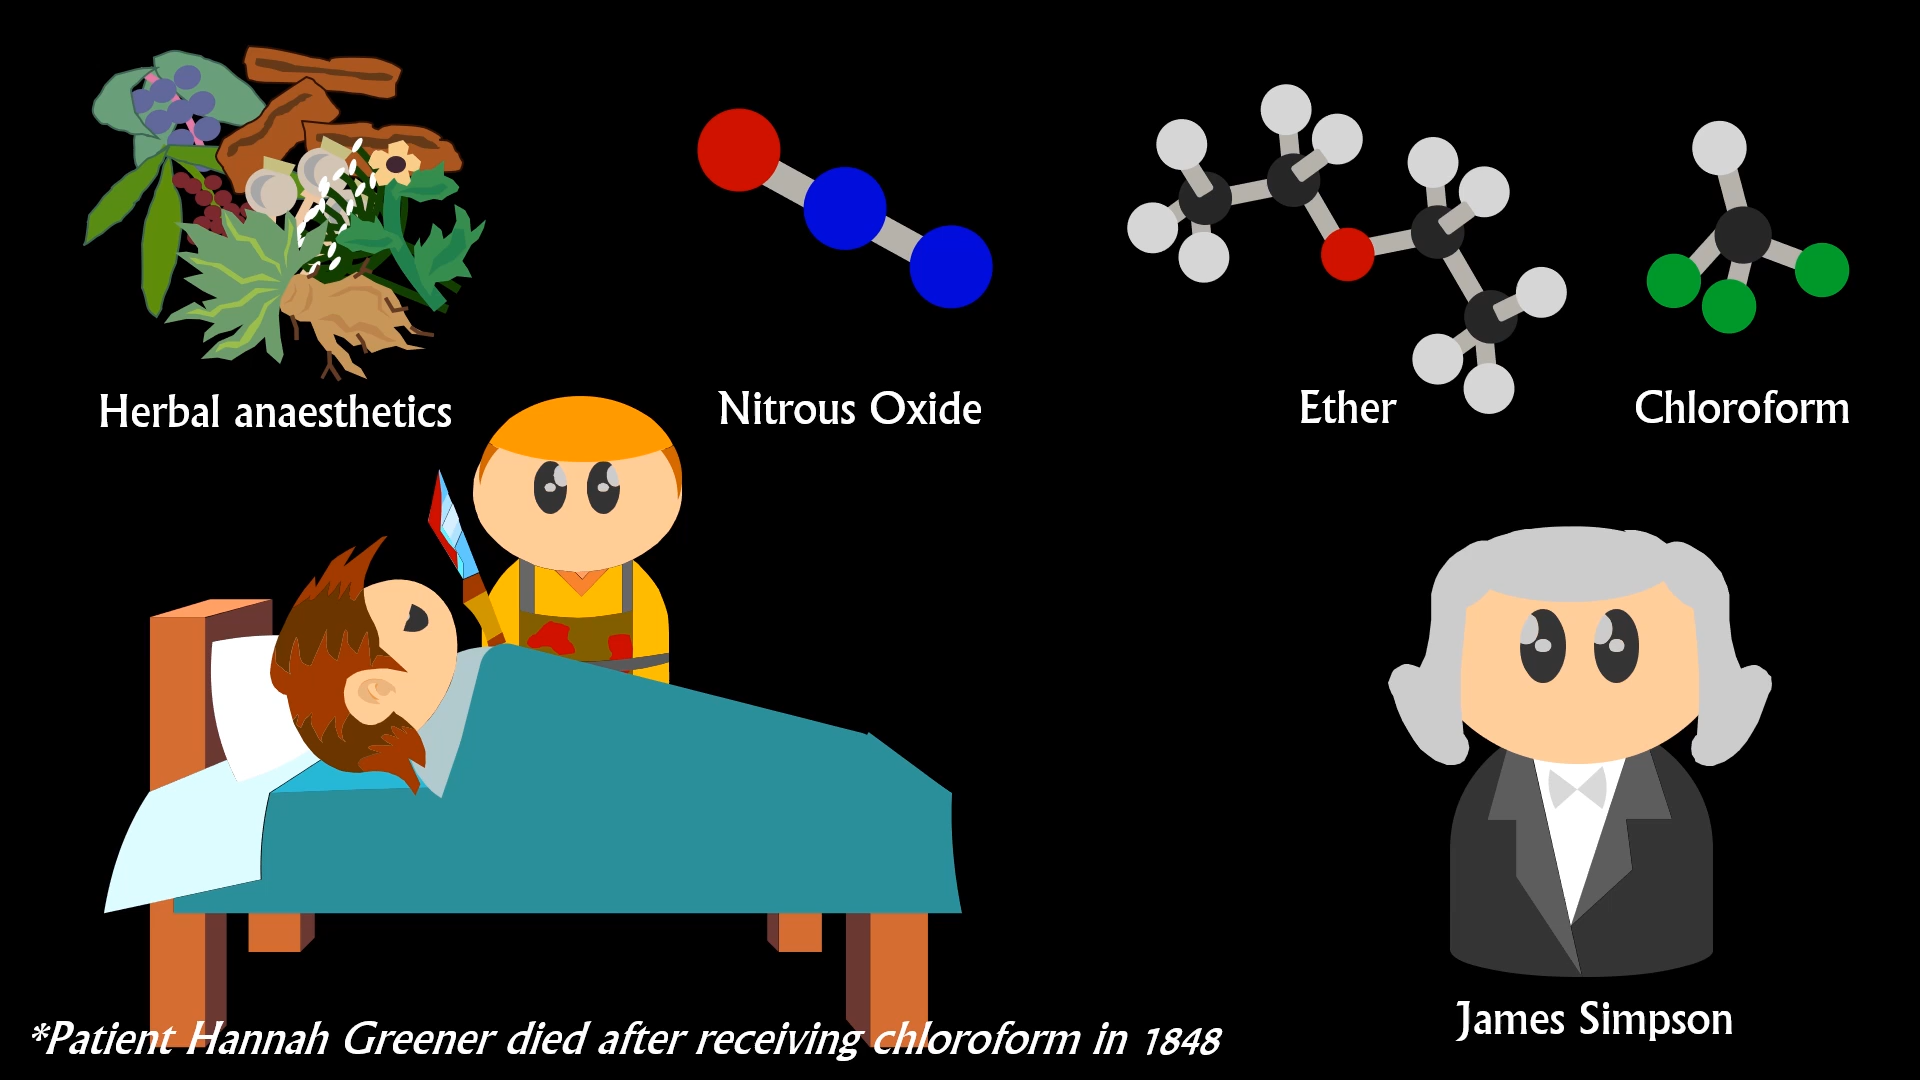 Herbal anaesthetics
Nitrous Oxide
Ether
Chloroform
James Simpson
*Patient Hannah Greener died after receiving chloroform in 1848